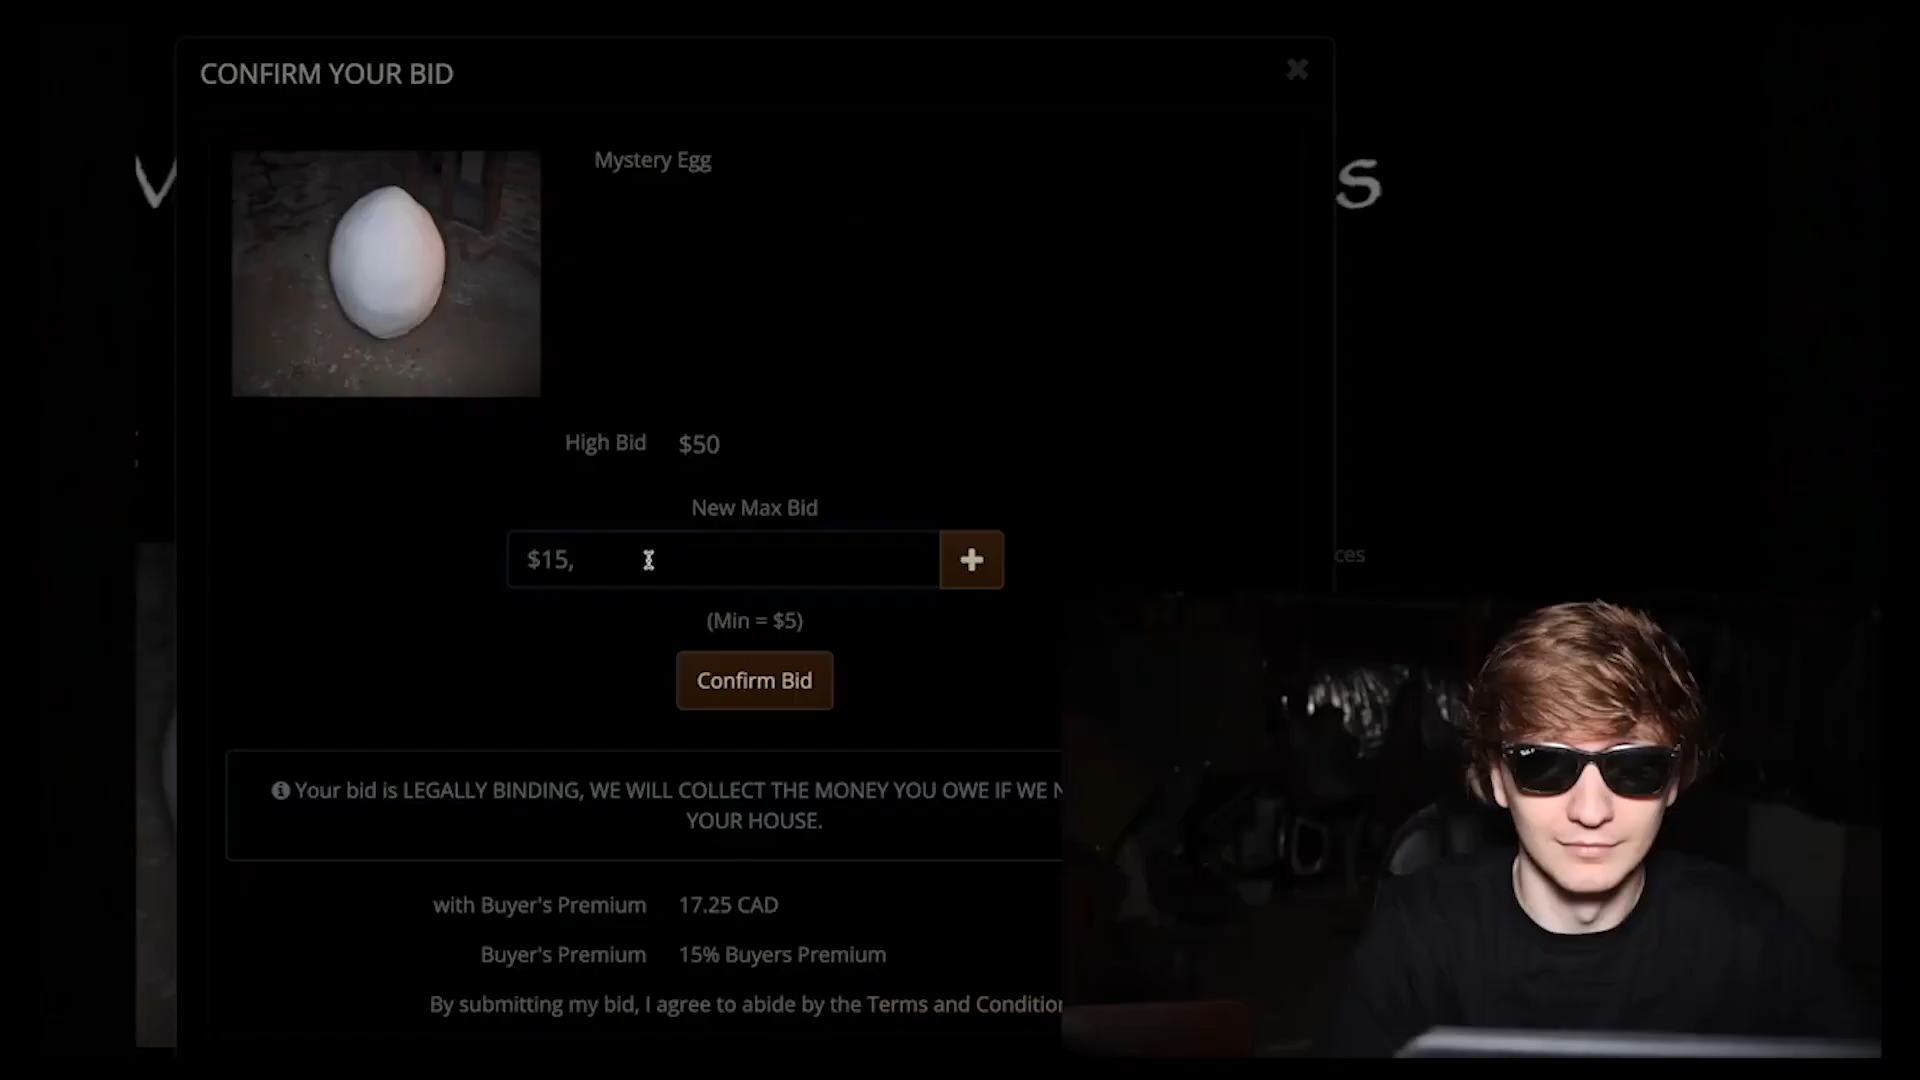 CONFIRM YOUR BID
Mystery Egg
S
High Bid $50
New Max Bid
$15,
ces
(Min = $5)
Confirm Bid
Your bid is LEGALLY BINDING, WE WILL COLLECT THE MONEY YOU OWE IF WE
YOUR HOUSE.
with Buyer's Premium 17.25 CAD
Buyer's Premium 15% Buyers Premium
By submitting my bid, I agree to abide by the Terms and Condition